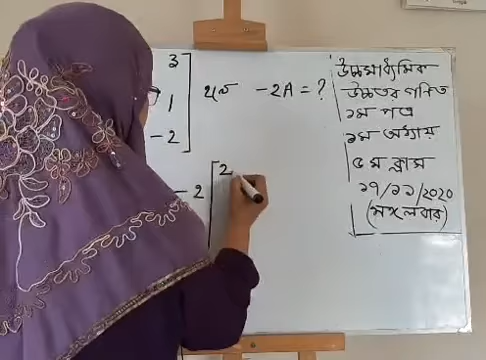 3
1
-2
হলে -2A = ?
- 2 [ 2
উচ্চমাধ্যমিক
উচ্চতর গণিত
১ম পত্র
১ম অধ্যায়
৫ম ক্লাস
১৭/১১/২০২০
(মঙ্গলবার)